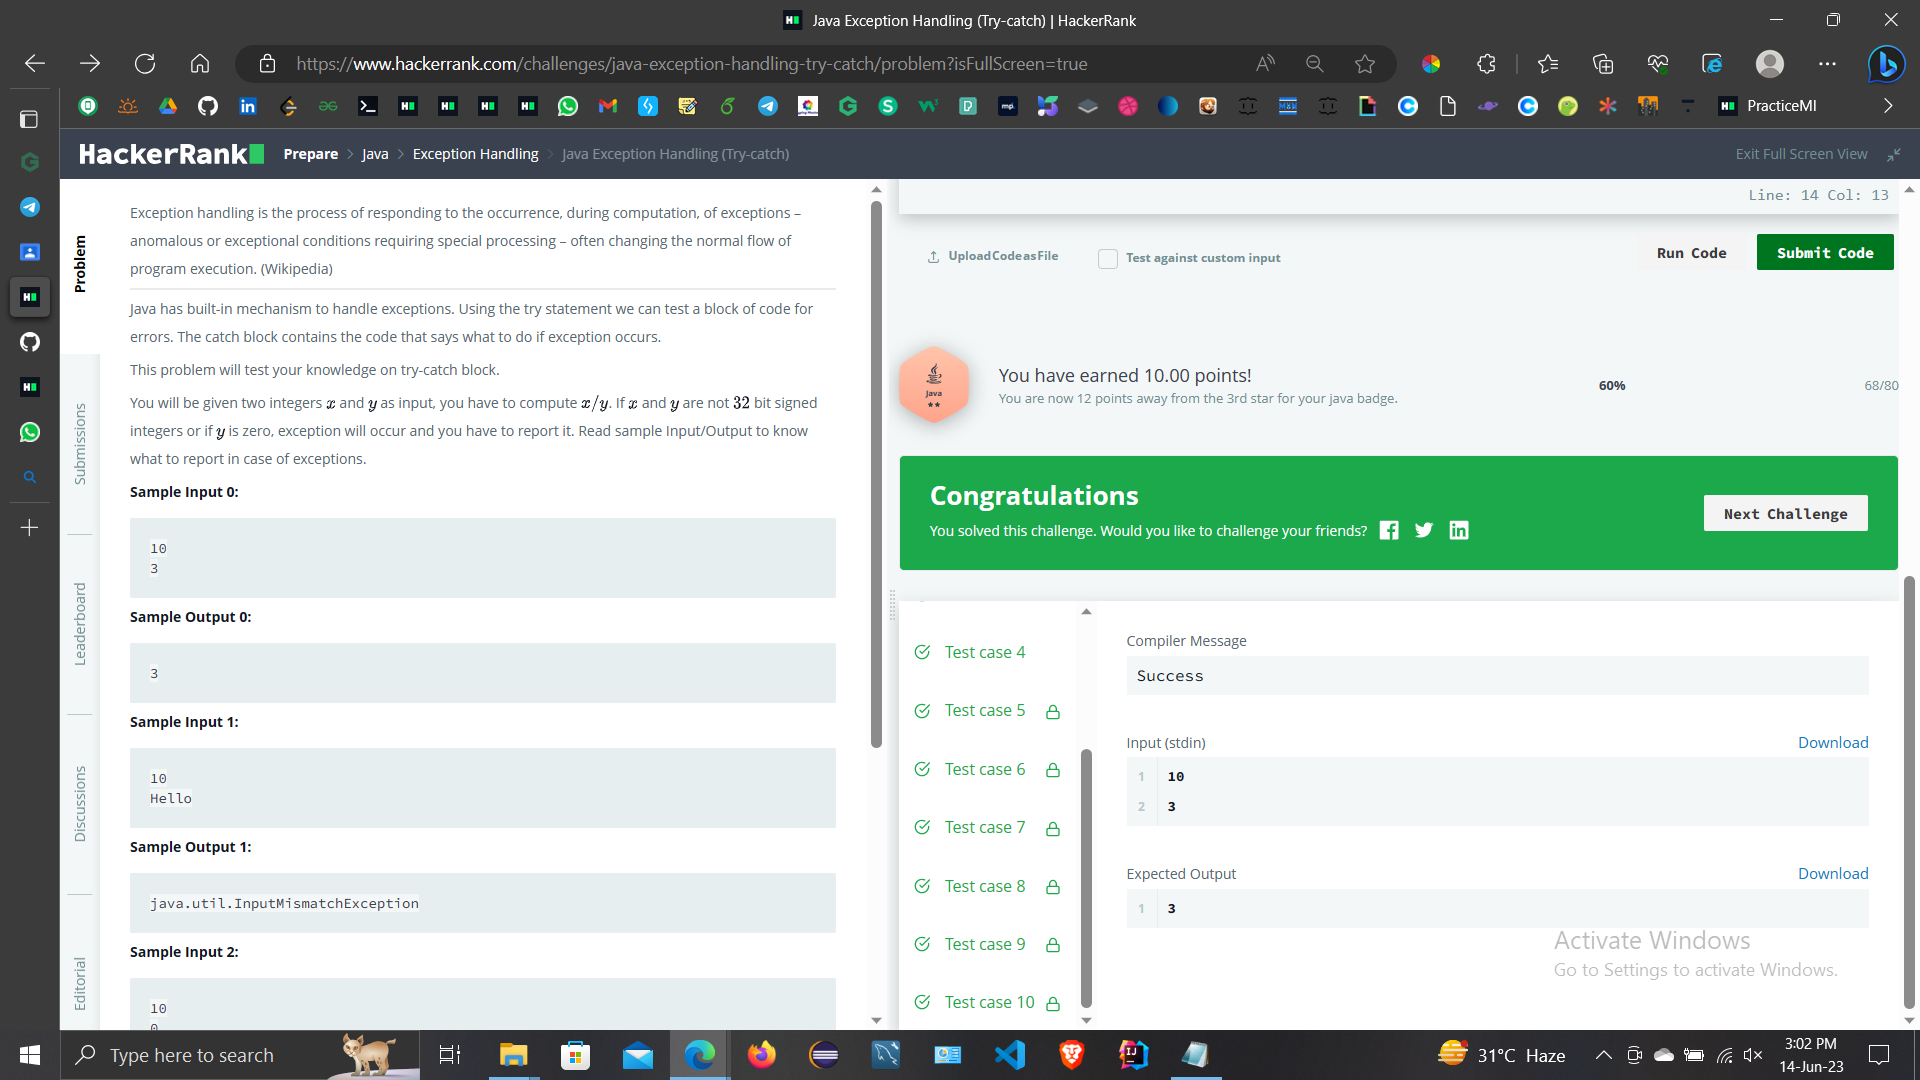 Java Exception Handling (Try-catch) | HackerRank
https://www.hackerrank.com/challenges/java-exception-handling-try-catch/problem?isFullScreen=true
PracticeMl
HackerRank
Prepare > Java > Exception Handling > Java Exception Handling (Try-catch)
Exit Full Screen View
Problem
Submissions
Leaderboard
Discussions
Editorial
Exception handling is the process of responding to the occurrence, during computation, of exceptions –
anomalous or exceptional conditions requiring special processing – often changing the normal flow of
program execution. (Wikipedia)
Java has built-in mechanism to handle exceptions. Using the try statement we can test a block of code for
errors. The catch block contains the code that says what to do if exception occurs.
This problem will test your knowledge on try-catch block.
You will be given two integers x and y as input, you have to compute x/y. If x and y are not 32 bit signed
integers or if y is zero, exception will occur and you have to report it. Read sample Input/Output to know
what to report in case of exceptions.
Sample Input 0:
10
3
Sample Output 0:
3
Sample Input 1:
10
Hello
Sample Output 1:
java.util.InputMismatchException
Sample Input 2:
10
0
Line: 14 Col: 13
Upload Code as File
Test against custom input
Run Code
Submit Code
Java
You have earned 10.00 points!
You are now 12 points away from the 3rd star for your java badge.
60%
68/80
Congratulations
You solved this challenge. Would you like to challenge your friends?
Next Challenge
Test case 4
Test case 5
Test case 6
Test case 7
Test case 8
Test case 9
Test case 10
Compiler Message
Success
Input (stdin)
Download
1 10
2 3
Expected Output
Download
1 3
Activate Windows
Go to Settings to activate Windows.
Type here to search
31°C Haze
3:02 PM
14-Jun-23